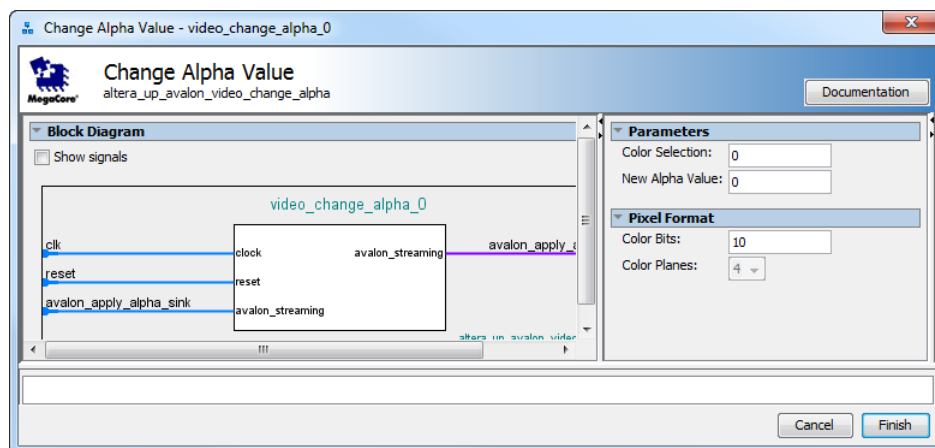 Change Alpha Value - video_change_alpha_0
Change Alpha Value
altera_up_avalon_video_change_alpha
MegaCore®
Documentation
Block Diagram
Show signals
video_change_alpha_0
clk
clock
avalon_streaming
avalon_apply_a
reset
reset
avalon_apply_alpha_sink
avalon_streaming
altera_up_avalon_video
Parameters
Color Selection: 0
New Alpha Value: 0
Pixel Format
Color Bits: 10
Color Planes: 4
Cancel
Finish